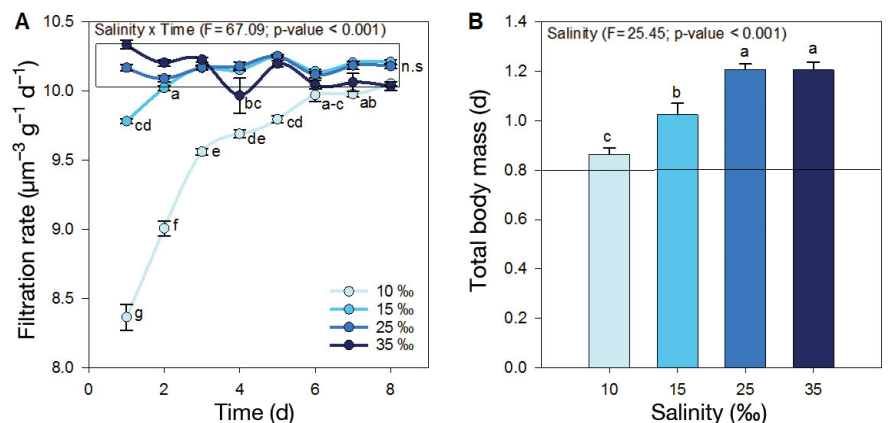 A
Salinity x Time (F= 67.09; p-value < 0.001)
Filtration rate (µm⁻³ g⁻¹ d⁻¹)
10.5
10.0
9.5
9.0
8.5
8.0
n.s
a
bc
a-c
ab
cd
cd
de
e
f
g
10 ‰
15 ‰
25 ‰
35 ‰
0 2 4 6 8
Time (d)
B
Salinity (F=25.45; p-value < 0.001)
Total body mass (d)
1.4
1.2
1.0
0.8
0.6
0.4
0.2
0.0
c
b
a
a
10 15 25 35
Salinity (‰)